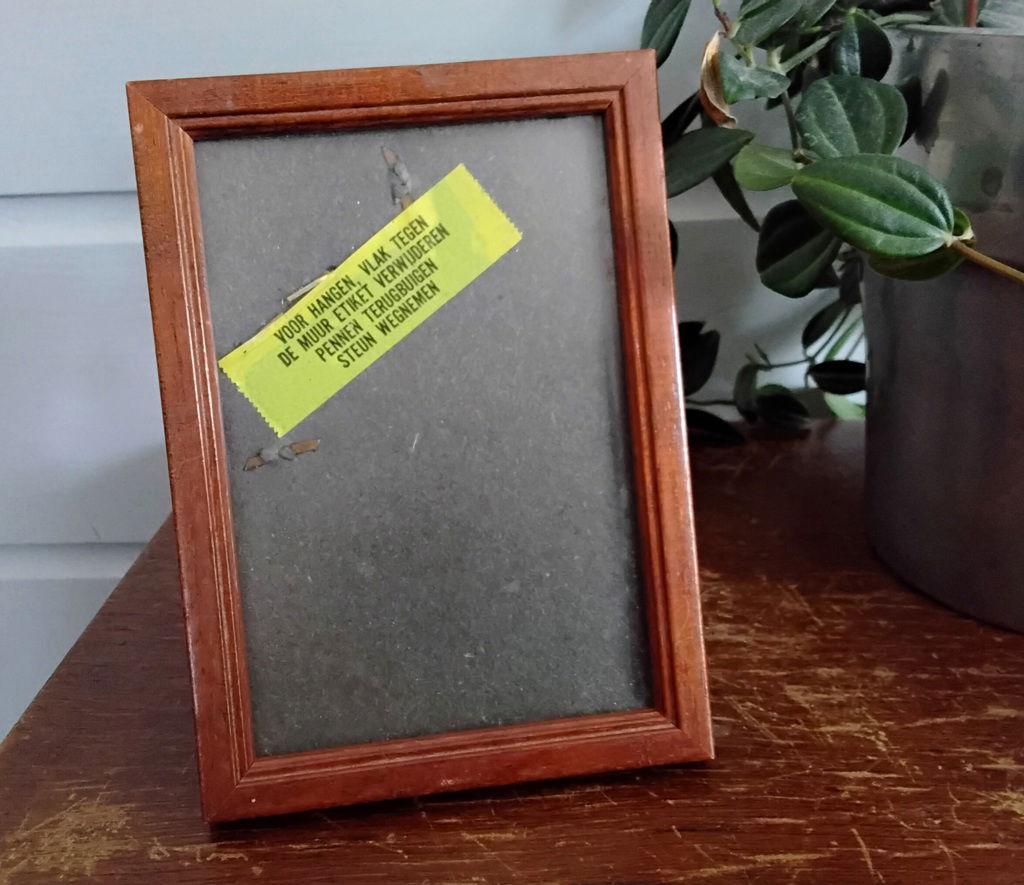 VOOR HANGEN, VLAK TEGEN
DE MUUR ETIKET VERWIJDEREN
PENNEN TERUGBUIGEN
STEUN WEGNEMEN